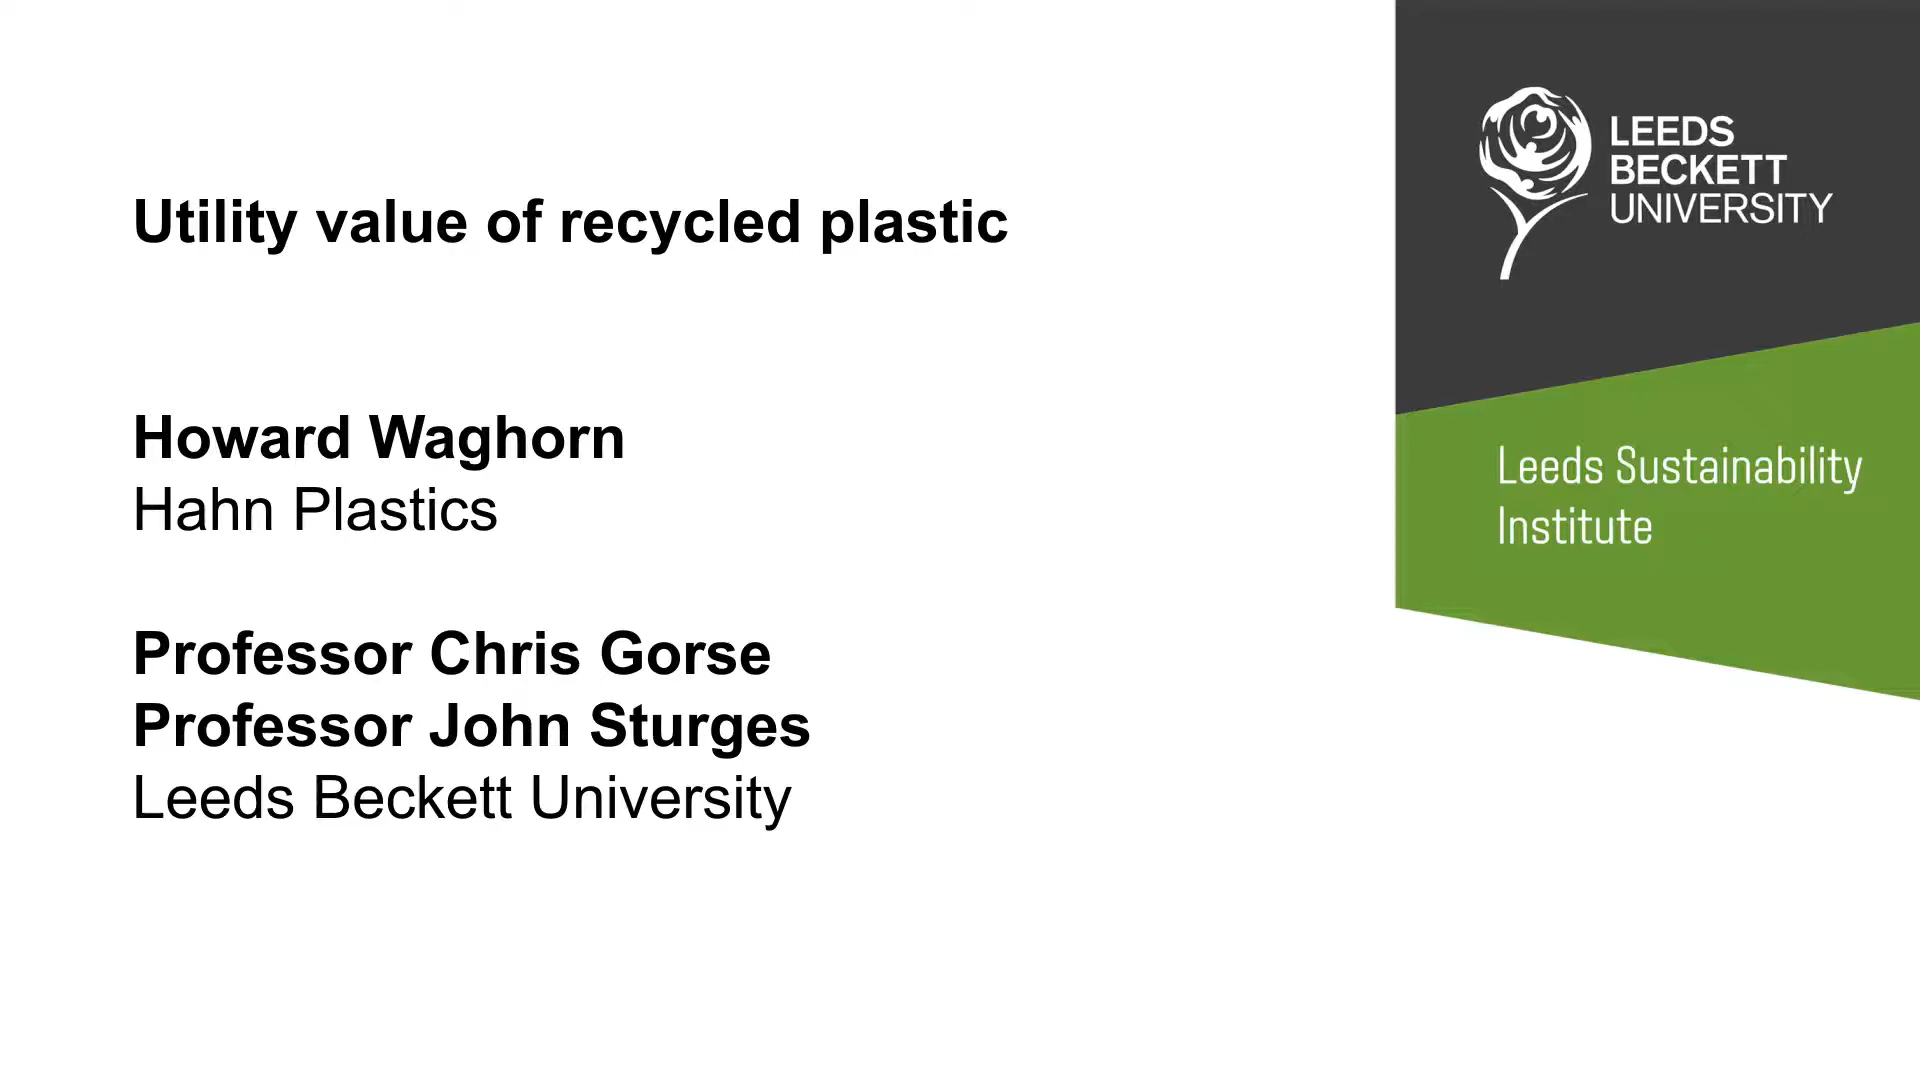 Utility value of recycled plastic
Howard Waghorn
Hahn Plastics
Professor Chris Gorse
Professor John Sturges
Leeds Beckett University
LEEDS
BECKETT
UNIVERSITY
Leeds Sustainability
Institute